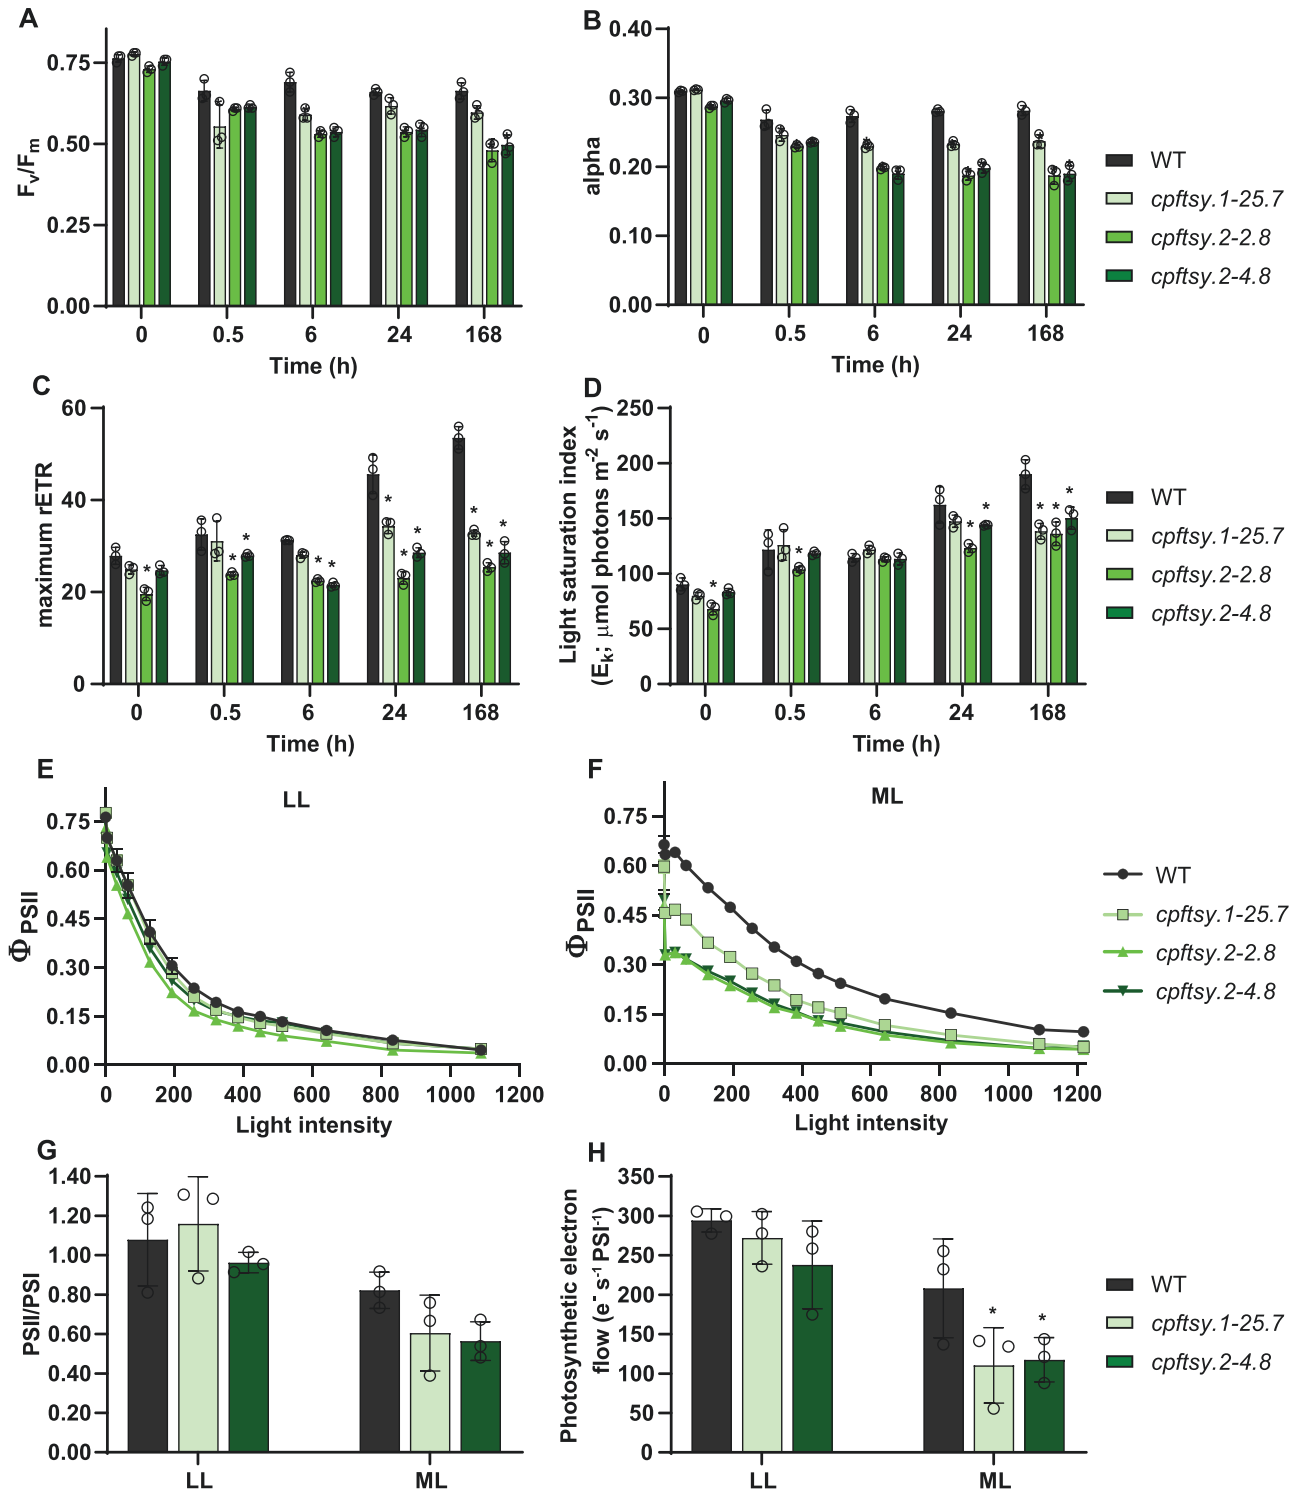 A
F_v/F_m
0.75
0.50
0.25
0.00
0 0.5 6 24 168
Time (h)
B
alpha
0.40
0.30
0.20
0.10
0.00
* *
0 0.5 6 24 168
Time (h)
WT
cpftsy.1-25.7
cpftsy.2-2.8
cpftsy.2-4.8
C
maximum rETR
60
40
20
0
* * * * * * * * * * *
0 0.5 6 24 168
Time (h)
D
Light saturation index
(E_k; µmol photons m⁻² s⁻¹)
250
200
150
100
50
0
* * * * * * *
0 0.5 6 24 168
Time (h)
WT
cpftsy.1-25.7
cpftsy.2-2.8
cpftsy.2-4.8
E
LL
Φ_PSII
0.75
0.60
0.45
0.30
0.15
0.00
0 200 400 600 800 1000 1200
Light intensity
F
ML
Φ_PSII
0.75
0.60
0.45
0.30
0.15
0.00
0 200 400 600 800 1000 1200
Light intensity
WT
cpftsy.1-25.7
cpftsy.2-2.8
cpftsy.2-4.8
G
PSII/PSI
1.40
1.20
1.00
0.80
0.60
0.40
0.20
0.00
LL ML
H
Photosynthetic electron
flow (e⁻ s⁻¹ PSI⁻¹)
350
300
250
200
150
100
50
0
* *
LL ML
WT
cpftsy.1-25.7
cpftsy.2-4.8